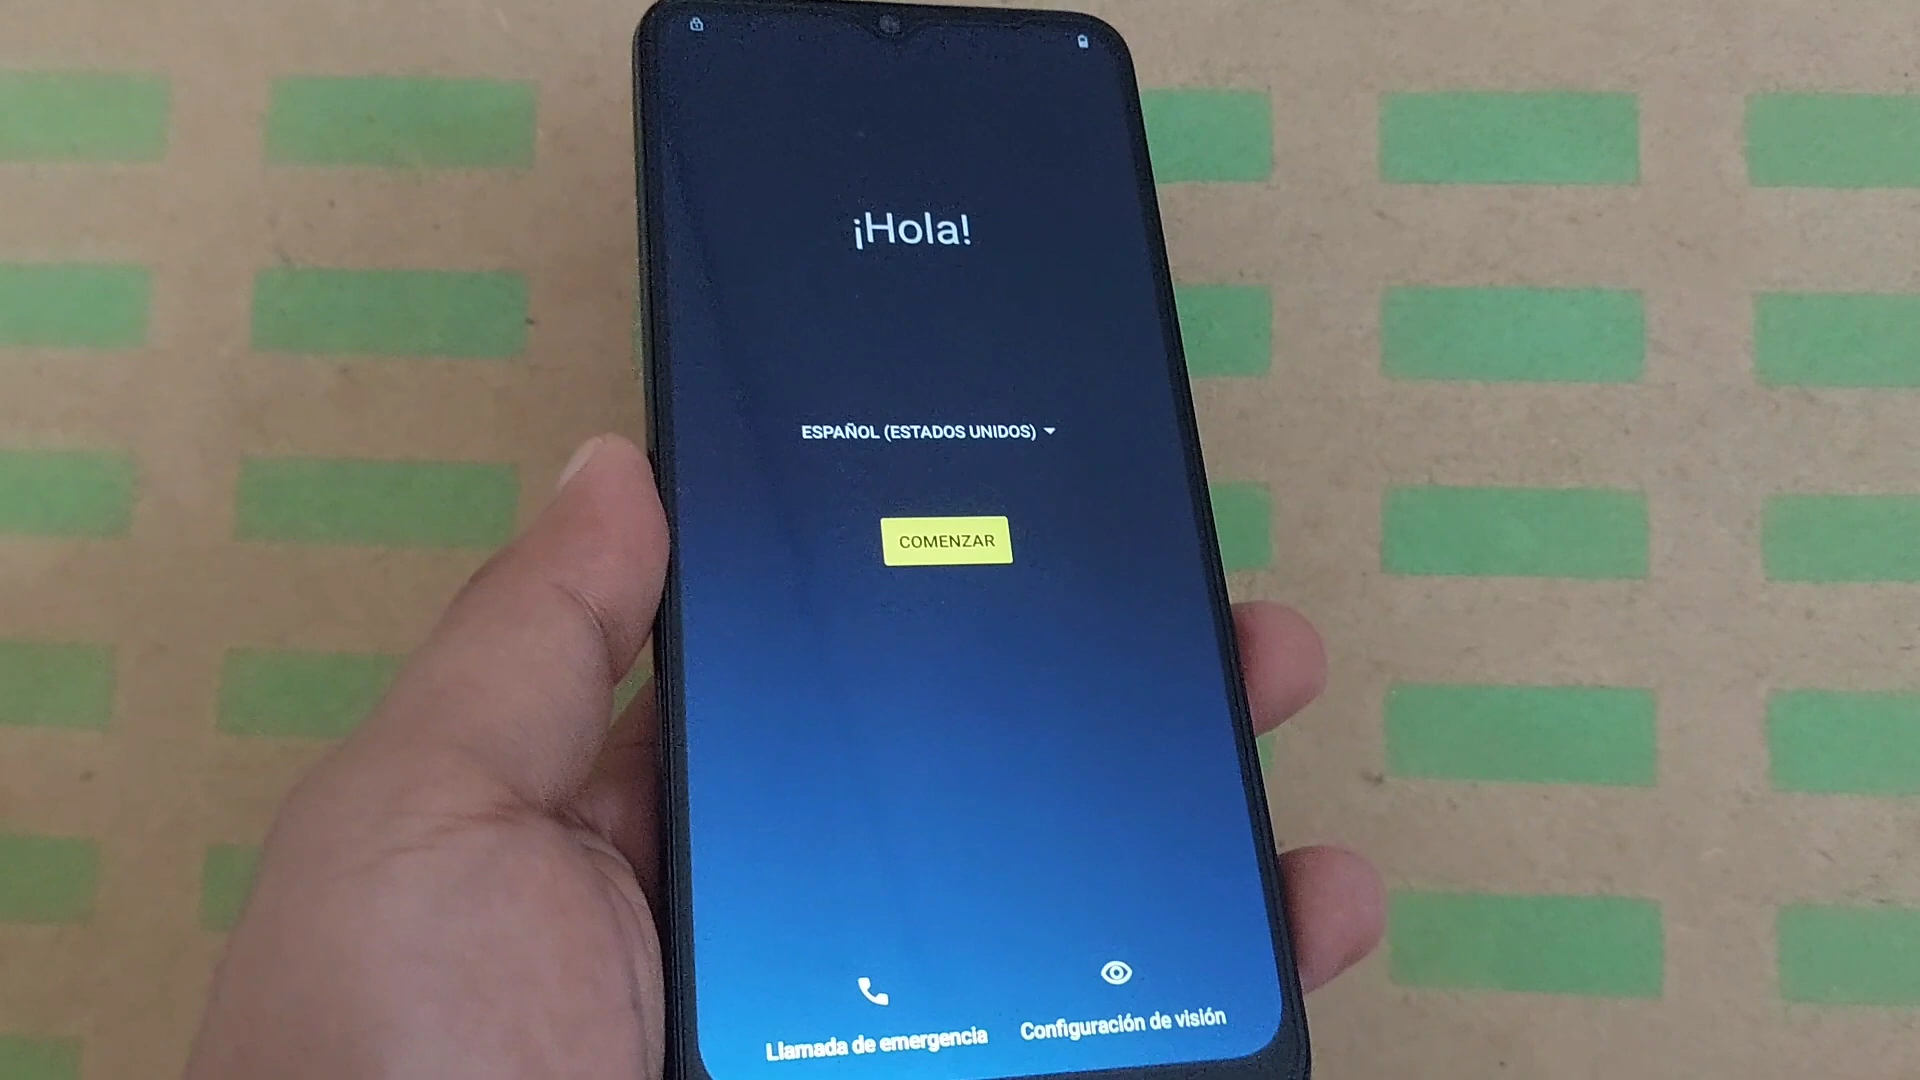 ¡Hola!
ESPAÑOL (ESTADOS UNIDOS)
COMENZAR
Llamada de emergencia
Configuración de visión